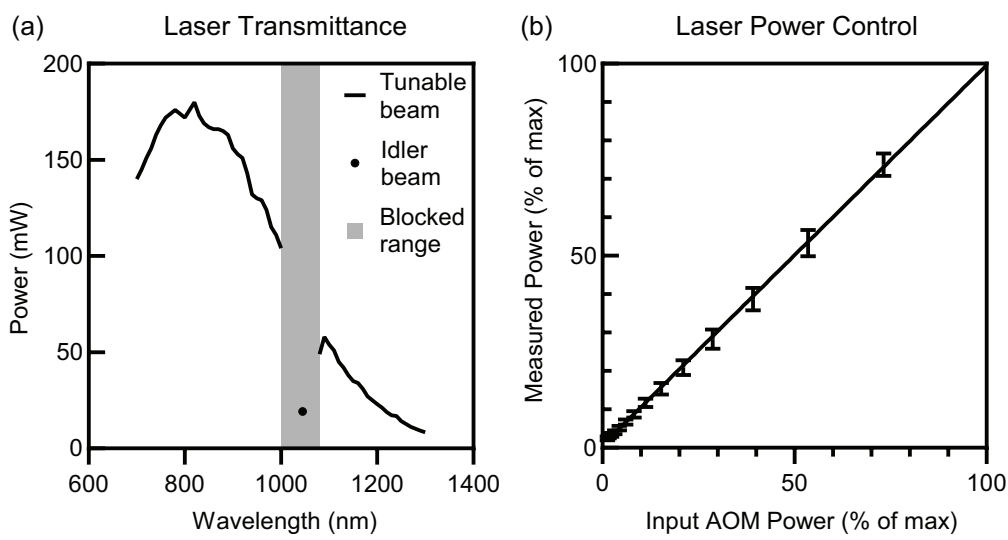 (a) Laser Transmittance
Power (mW)
200
150
100
50
0
600 800 1000 1200 1400
Wavelength (nm)
Tunable
beam
Idler
beam
Blocked
range
(b) Laser Power Control
Measured Power (% of max)
100
50
0
0 50 100
Input AOM Power (% of max)